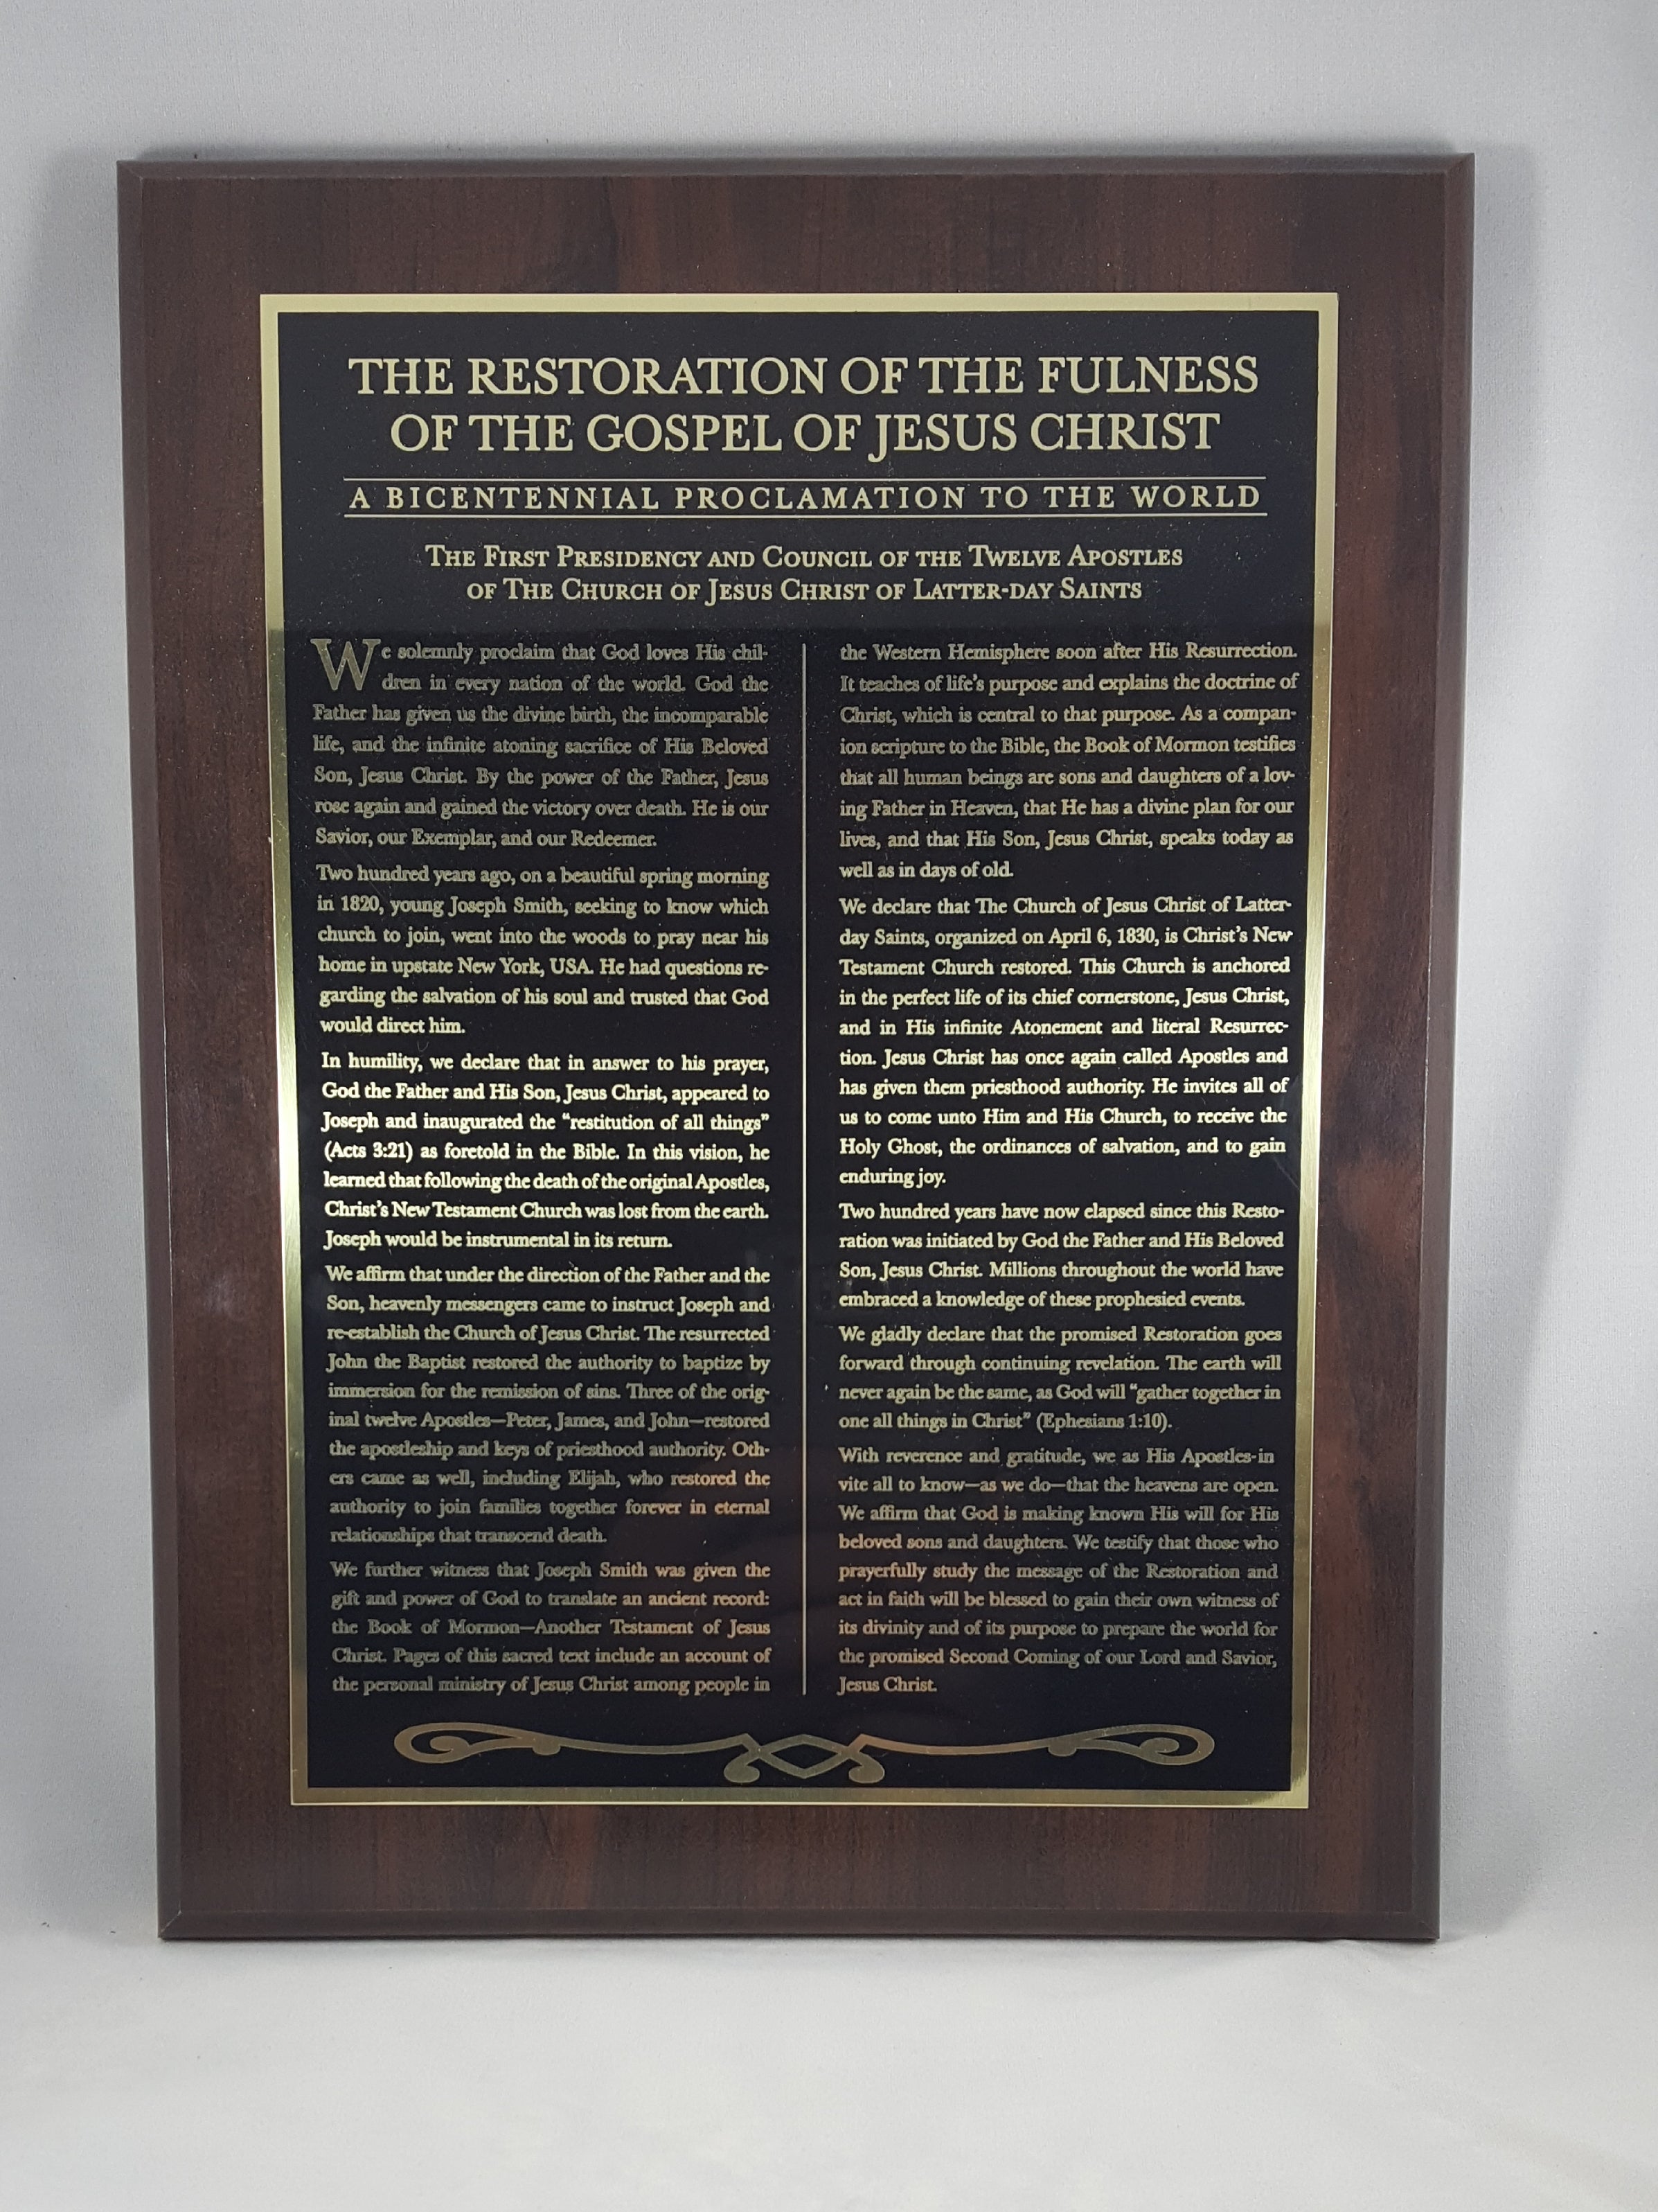 THE RESTORATION OF THE FULNESS
OF THE GOSPEL OF JESUS CHRIST
A BICENTENNIAL PROCLAMATION TO THE WORLD
THE FIRST PRESIDENCY AND COUNCIL OF THE TWELVE APOSTLES
OF THE CHURCH OF JESUS CHRIST OF LATTER-DAY SAINTS
We solemnly proclaim that God loves His chil-
dren in every nation of the world. God the
Father has given us the divine birth, the incomparable
life, and the infinite atoning sacrifice of His Beloved
Son, Jesus Christ. By the power of the Father, Jesus
rose again and gained the victory over death. He is our
Savior, our Exemplar, and our Redeemer.
Two hundred years ago, on a beautiful spring morning
in 1820, young Joseph Smith, seeking to know which
church to join, went into the woods to pray near his
home in upstate New York, USA. He had questions re-
garding the salvation of his soul and trusted that God
would direct him.
In humility, we declare that in answer to his prayer,
God the Father and His Son, Jesus Christ, appeared to
Joseph and inaugurated the “restitution of all things”
(Acts 3:21) as foretold in the Bible. In this vision, he
learned that following the death of the original Apostles,
Christ’s New Testament Church was lost from the earth.
Joseph would be instrumental in its return.
We affirm that under the direction of the Father and the
Son, heavenly messengers came to instruct Joseph and
re-establish the Church of Jesus Christ. The resurrected
John the Baptist restored the authority to baptize by
immersion for the remission of sins. Three of the orig-
inal twelve Apostles—Peter, James, and John—restored
the apostleship and keys of priesthood authority. Oth-
ers came as well, including Elijah, who restored the
authority to join families together forever in eternal
relationships that transcend death.
We further witness that Joseph Smith was given the
gift and power of God to translate an ancient record:
the Book of Mormon—Another Testament of Jesus
Christ. Pages of this sacred text include an account of
the personal ministry of Jesus Christ among people in
the Western Hemisphere soon after His Resurrection.
It teaches of life’s purpose and explains the doctrine of
Christ, which is central to that purpose. As a compan-
ion scripture to the Bible, the Book of Mormon testifies
that all human beings are sons and daughters of a lov-
ing Father in Heaven, that He has a divine plan for our
lives, and that His Son, Jesus Christ, speaks today as
well as in days of old.
We declare that The Church of Jesus Christ of Latter-
day Saints, organized on April 6, 1830, is Christ’s New
Testament Church restored. This Church is anchored
in the perfect life of its chief cornerstone, Jesus Christ,
and in His infinite Atonement and literal Resurrec-
tion. Jesus Christ has once again called Apostles and
has given them priesthood authority. He invites all of
us to come unto Him and His Church, to receive the
Holy Ghost, the ordinances of salvation, and to gain
enduring joy.
Two hundred years have now elapsed since this Resto-
ration was initiated by God the Father and His Beloved
Son, Jesus Christ. Millions throughout the world have
embraced a knowledge of these prophesied events.
We gladly declare that the promised Restoration goes
forward through continuing revelation. The earth will
never again be the same, as God will “gather together in
one all things in Christ” (Ephesians 1:10).
With reverence and gratitude, we as His Apostles-in
vite all to know—as we do—that the heavens are open.
We affirm that God is making known His will for His
beloved sons and daughters. We testify that those who
prayerfully study the message of the Restoration and
act in faith will be blessed to gain their own witness of
its divinity and of its purpose to prepare the world for
the promised Second Coming of our Lord and Savior,
Jesus Christ.